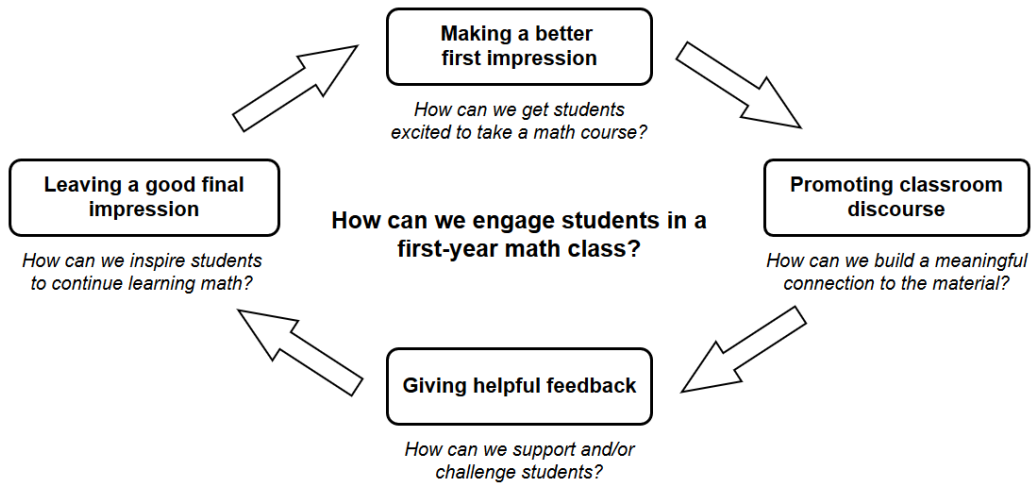 Making a better
first impression
How can we get students
excited to take a math course?
Leaving a good final
impression
How can we inspire students
to continue learning math?
How can we engage students in a
first-year math class?
Promoting classroom
discourse
How can we build a meaningful
connection to the material?
Giving helpful feedback
How can we support and/or
challenge students?